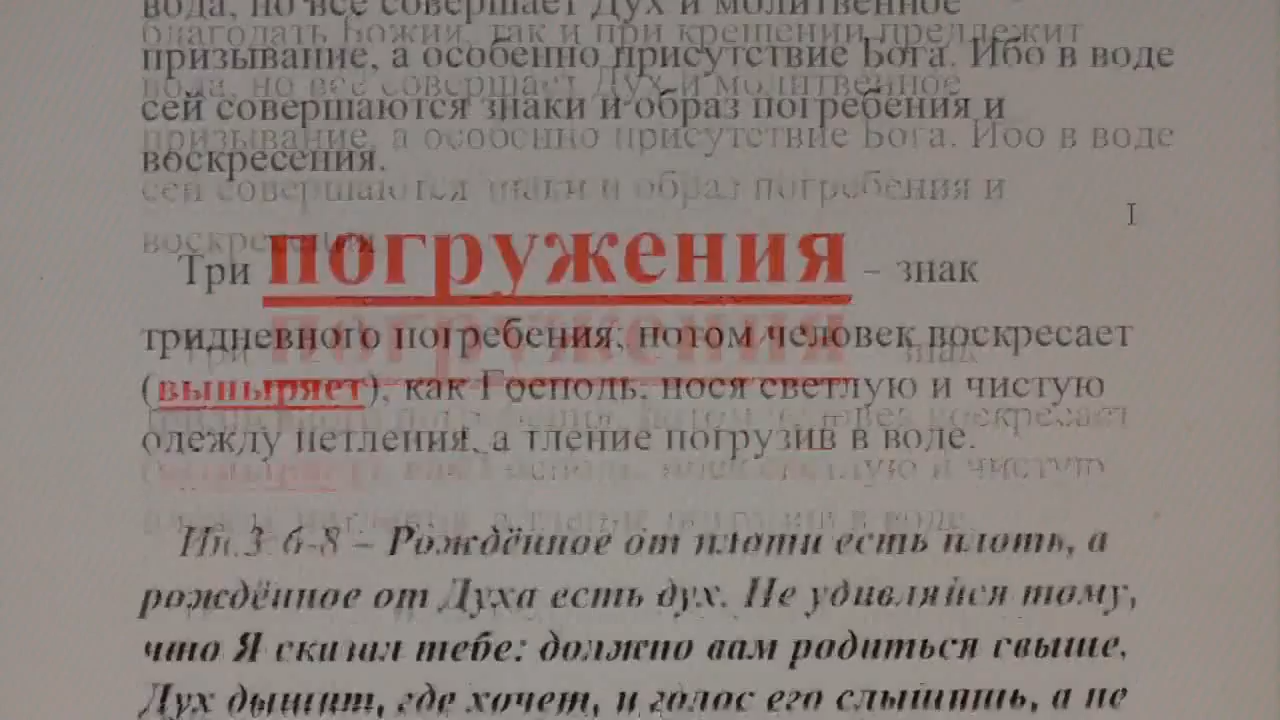 вода, но все совершает Дух и молитвенное
призывание, а особенно присутствие Бога. Ибо в воде
сей совершаются знаки и образ погребения и
воскресения.
Три погружения – знак
тридневного погребения; потом человек воскресает
(выныряет), как Господь, нося светлую и чистую
одежду нетления, а тление погрузив в воде.
Ин.3:6-8 – Рождённое от плоти есть плоть, а
рождённое от Духа есть дух. Не удивляйся тому,
что Я сказал тебе: должно вам родиться свыше.
Дух дышит, где хочет, и голос его слышишь, а не